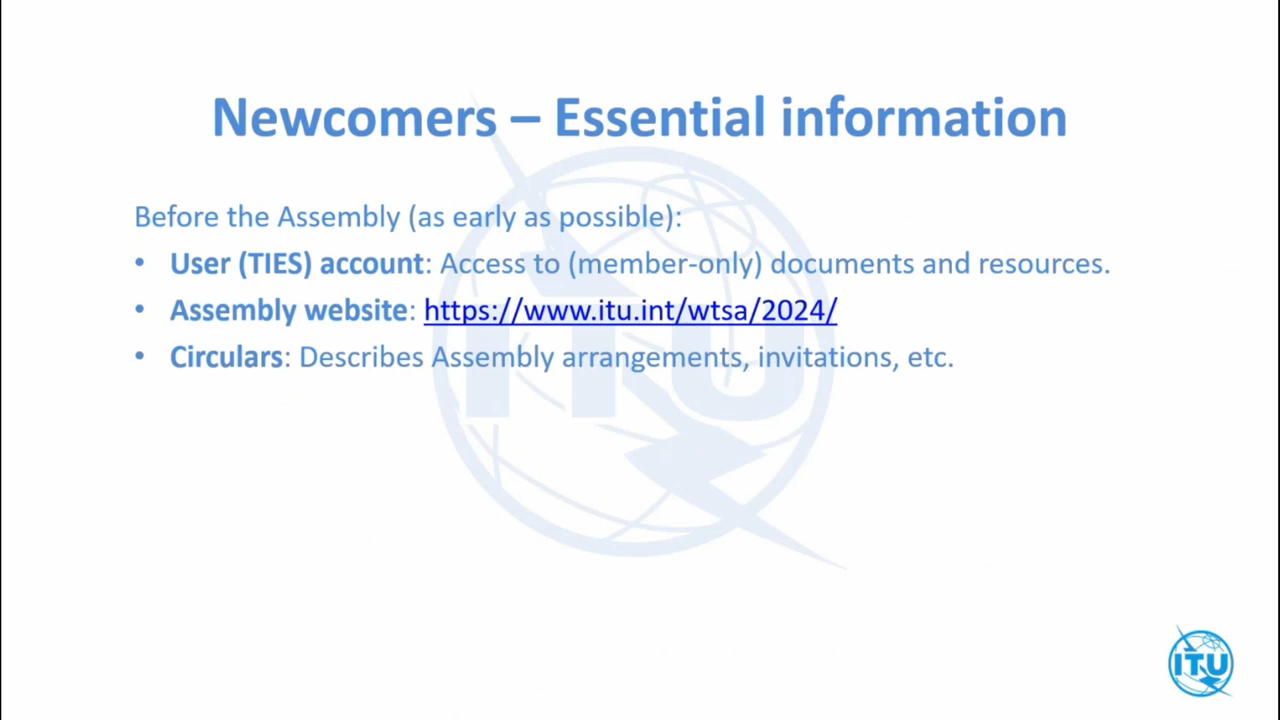 Newcomers – Essential information
Before the Assembly (as early as possible):
• User (TIES) account: Access to (member-only) documents and resources.
• Assembly website: https://www.itu.int/wtsa/2024/
• Circulars: Describes Assembly arrangements, invitations, etc.
ITU
ITU